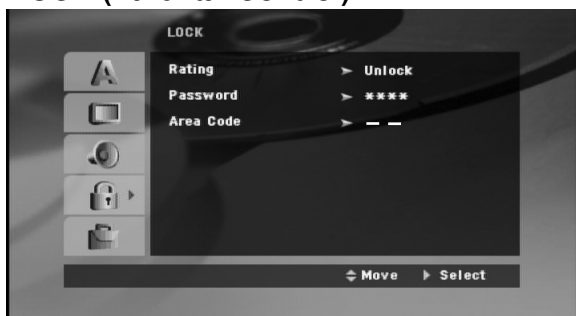 LOCK
Rating ➤ Unlock
Password ➤ ****
Area Code ➤ _ _
Move Select